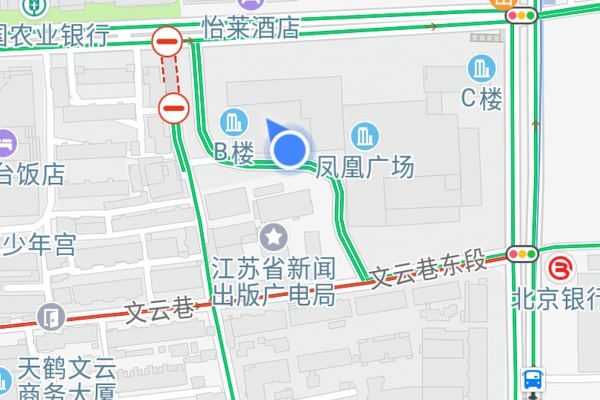 国农业银行
怡莱酒店
C楼
B楼
凤凰广场
台饭店
少年宫
江苏省新闻
出版广电局
文云巷东段
北京银行
文云巷
天鹤文云
商务大厦